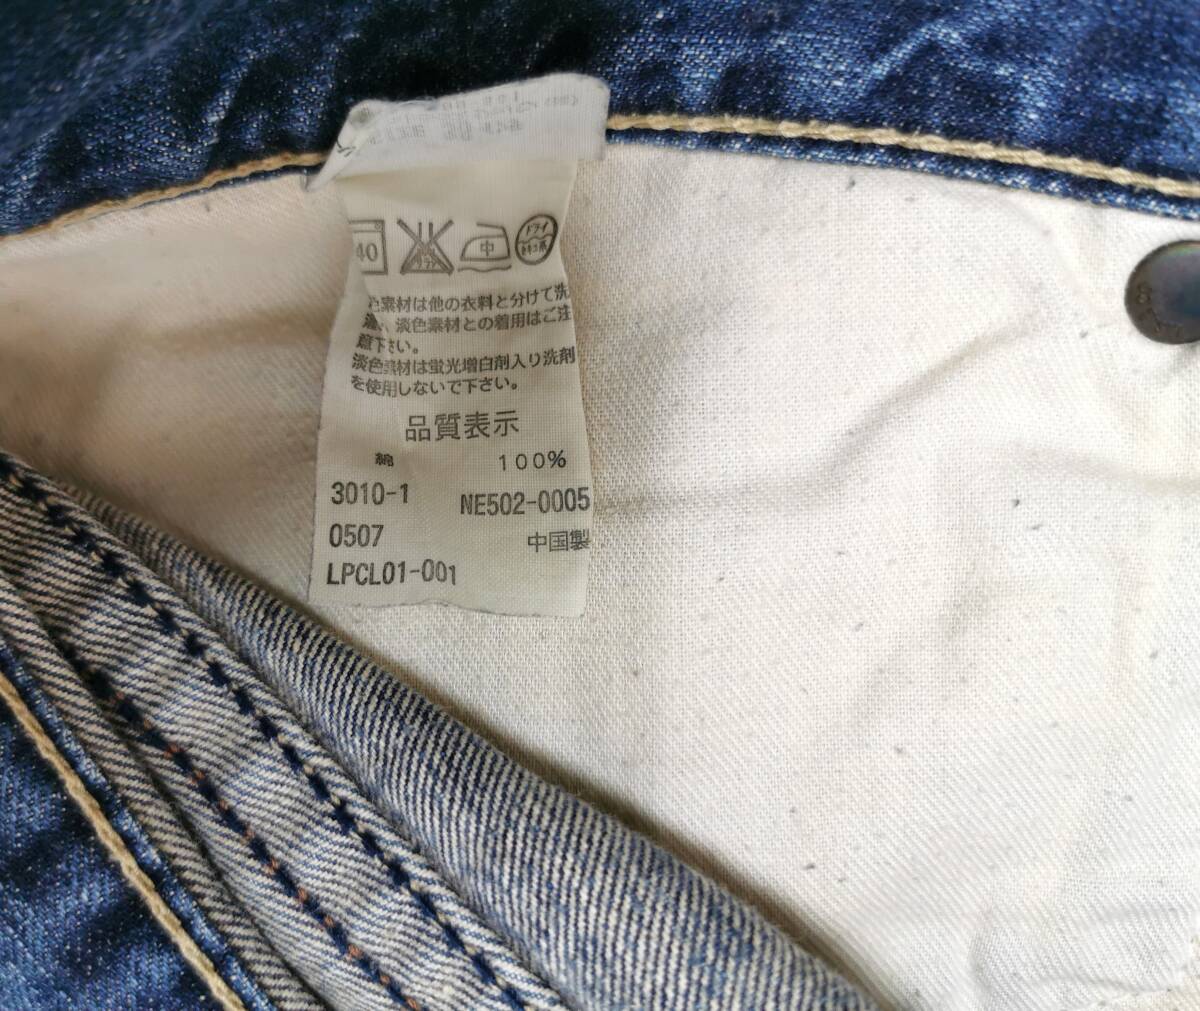 40
中
ドライ
色素材は他の衣料と分けて洗
濯、淡色素材との着用はご注
意下さい。
淡色素材は蛍光増白剤入り洗剤
を使用しないで下さい。
品質表示
綿 100%
3010-1 NE502-0005
0507 中国製
LPCL01-001